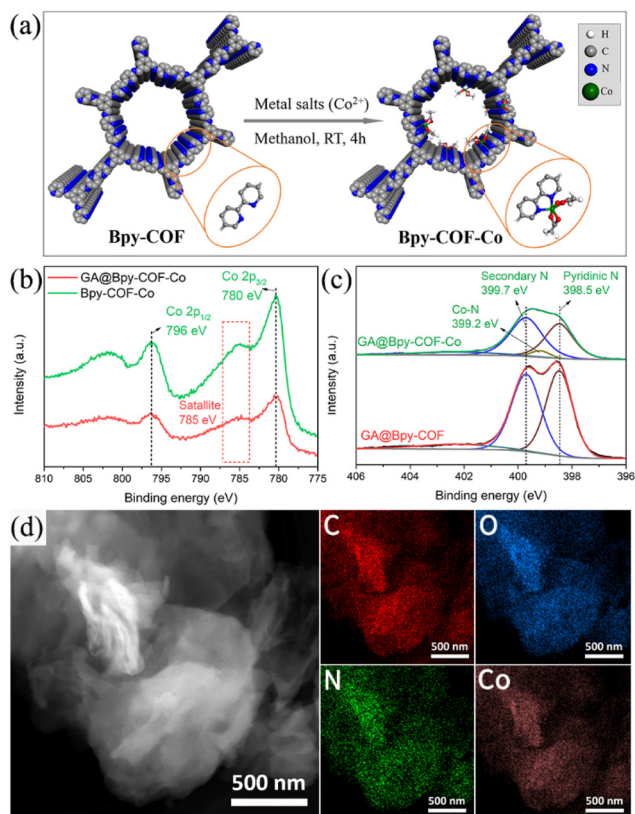 (a)
H
C
N
Co
Metal salts (Co²⁺)
Methanol, RT, 4h
Bpy-COF
Bpy-COF-Co
(b)
GA@Bpy-COF-Co
Bpy-COF-Co
Co 2p3/2
780 eV
Co 2p1/2
796 eV
Satallite
785 eV
Intensity (a.u.)
810 805 800 795 790 785 780 775
Binding energy (eV)
(c)
Secondary N
399.7 eV
Pyridinic N
398.5 eV
Co-N
399.2 eV
GA@Bpy-COF-Co
GA@Bpy-COF
Intensity (a.u.)
406 404 402 400 398 396
Binding energy (eV)
(d)
500 nm
C
500 nm
O
500 nm
N
500 nm
Co
500 nm